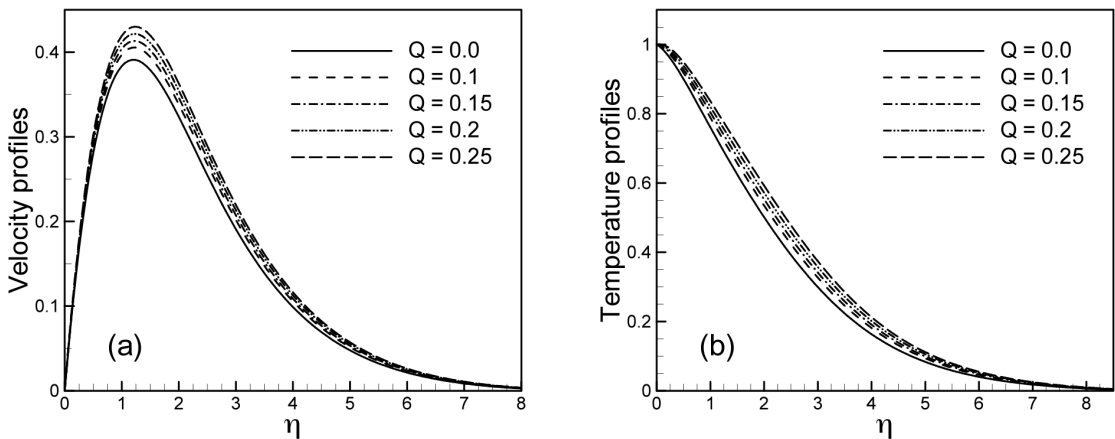 Velocity profiles
0.4
0.3
0.2
0.1
0
Q = 0.0
Q = 0.1
Q = 0.15
Q = 0.2
Q = 0.25
(a)
0 1 2 3 4 5 6 7 8
η
Temperature profiles
1
0.8
0.6
0.4
0.2
0
Q = 0.0
Q = 0.1
Q = 0.15
Q = 0.2
Q = 0.25
(b)
0 1 2 3 4 5 6 7 8
η